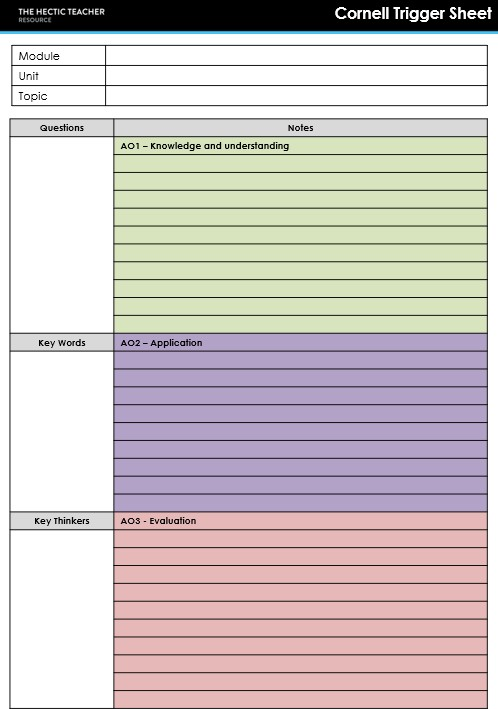 THE HECTIC TEACHER
RESOURCE
Cornell Trigger Sheet
Module
Unit
Topic
Questions
Notes
AO1 – Knowledge and understanding
Key Words
AO2 – Application
Key Thinkers
AO3 - Evaluation